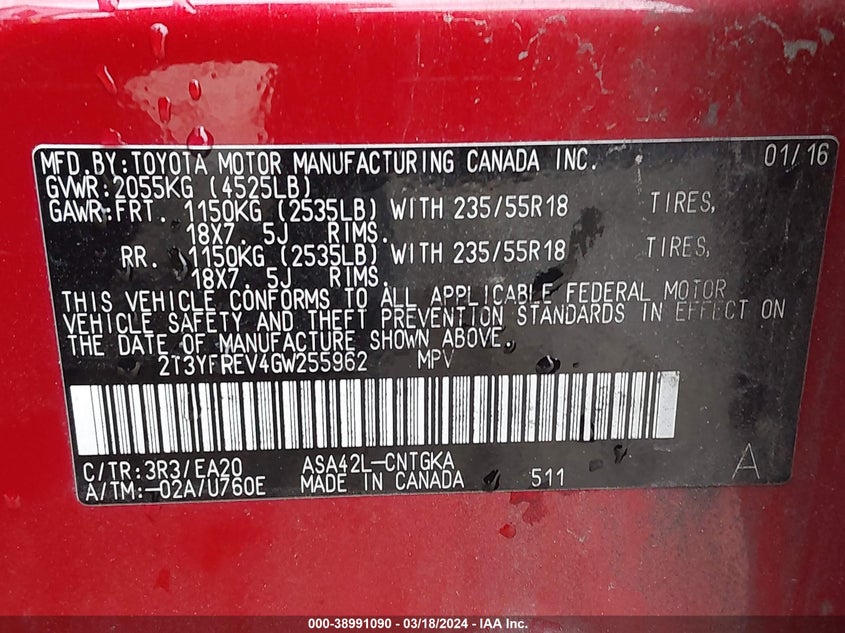 MFD.BY:TOYOTA MOTOR MANUFACTURING CANADA INC. 01/16
GVWR:2055KG (4525LB)
GAWR:FRT. 1150KG (2535LB) WITH 235/55R18 TIRES,
18X7. 5J RIMS.
RR. 1150KG (2535LB) WITH 235/55R18 TIRES,
18X7. 5J RIMS.
THIS VEHICLE CONFORMS TO ALL APPLICABLE FEDERAL MOTOR
VEHICLE SAFETY AND THEFT PREVENTION STANDARDS IN EFFECT ON
THE DATE OF MANUFACTURE SHOWN ABOVE.
2T3YFREV4GW255962 MPV
C/TR:3R3/EA20 ASA42L-CNTGKA
A/TM:-02A/U760E MADE IN CANADA 511 A
000-38991090 - 03/18/2024 - IAA Inc.